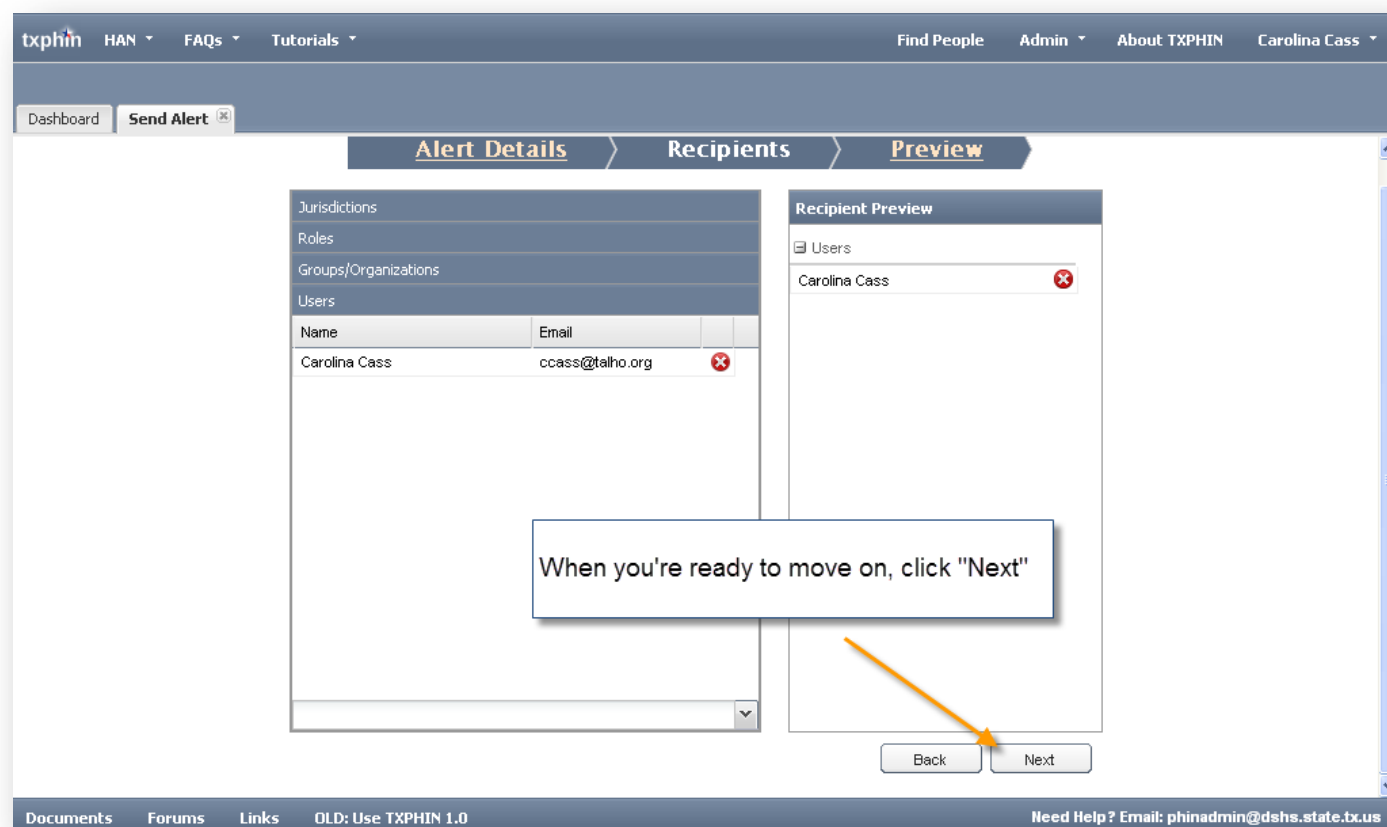 txphin HAN FAQs Tutorials Find People Admin About TXPHIN Carolina Cass
Dashboard Send Alert
Alert Details Recipients Preview
Jurisdictions
Roles
Groups/Organizations
Users
Name Email
Carolina Cass ccass@talho.org
Recipient Preview
Users
Carolina Cass
When you're ready to move on, click "Next"
Back Next
Documents Forums Links OLD: Use TXPHIN 1.0 Need Help? Email: phinadmin@dshs.state.tx.us